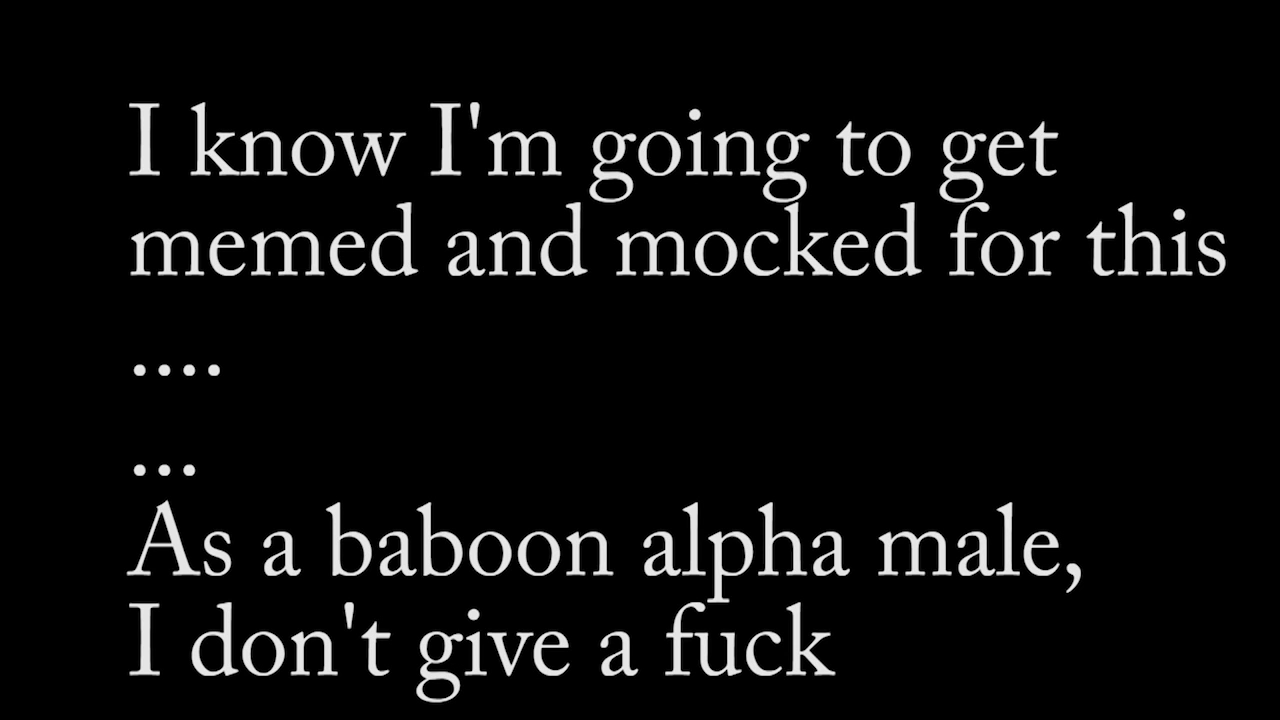 I know I'm going to get
memed and mocked for this
....
...
As a baboon alpha male,
I don't give a fuck